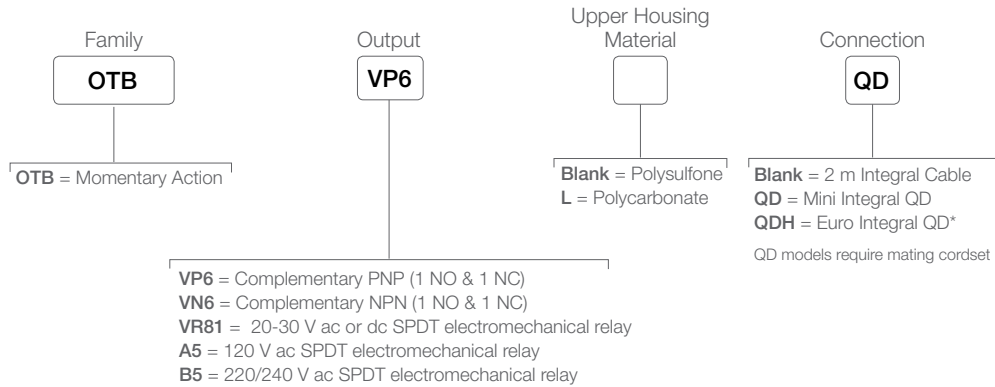 Family
OTB
OTB = Momentary Action
Output
VP6
VP6 = Complementary PNP (1 NO & 1 NC)
VN6 = Complementary NPN (1 NO & 1 NC)
VR81 = 20-30 V ac or dc SPDT electromechanical relay
A5 = 120 V ac SPDT electromechanical relay
B5 = 220/240 V ac SPDT electromechanical relay
Upper Housing
Material
Blank = Polysulfone
L = Polycarbonate
Connection
QD
Blank = 2 m Integral Cable
QD = Mini Integral QD
QDH = Euro Integral QD*
QD models require mating cordset